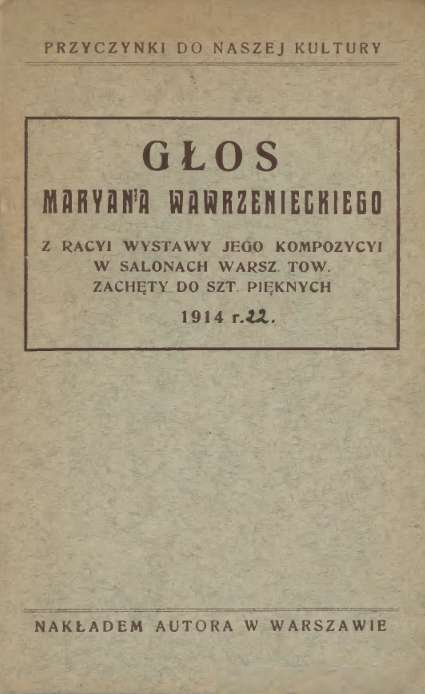 PRZYCZYNKI DO NASZEJ KULTURY
GŁOS
MARYAN'A WAWRZENIECKIEGO
Z RACYI WYSTAWY JEGO KOMPOZYCYI
W SALONACH WARSZ. TOW.
ZACHĘTY DO SZT. PIĘKNYCH
1914 r. 22.
NAKŁADEM AUTORA W WARSZAWIE